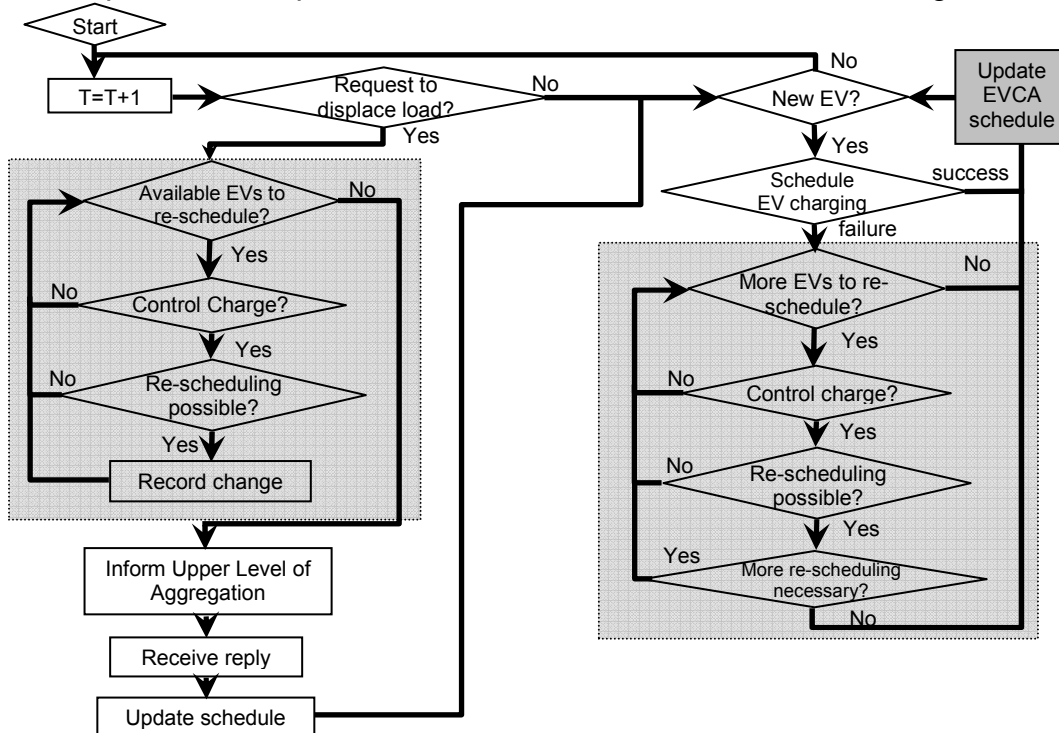 Start
T=T+1
Request to
displace load?
No
Yes
No
New EV?
Yes
Update
EVCA
schedule
Available EVs to
re-schedule?
No
Yes
No
Control Charge?
Yes
No
Re-scheduling
possible?
Yes
Record change
Inform Upper Level of
Aggregation
Receive reply
Update schedule
Schedule
EV charging
success
failure
More EVs to re-
schedule?
No
Yes
No
Control charge?
Yes
No
Re-scheduling
possible?
Yes
Yes
More re-scheduling
necessary?
No